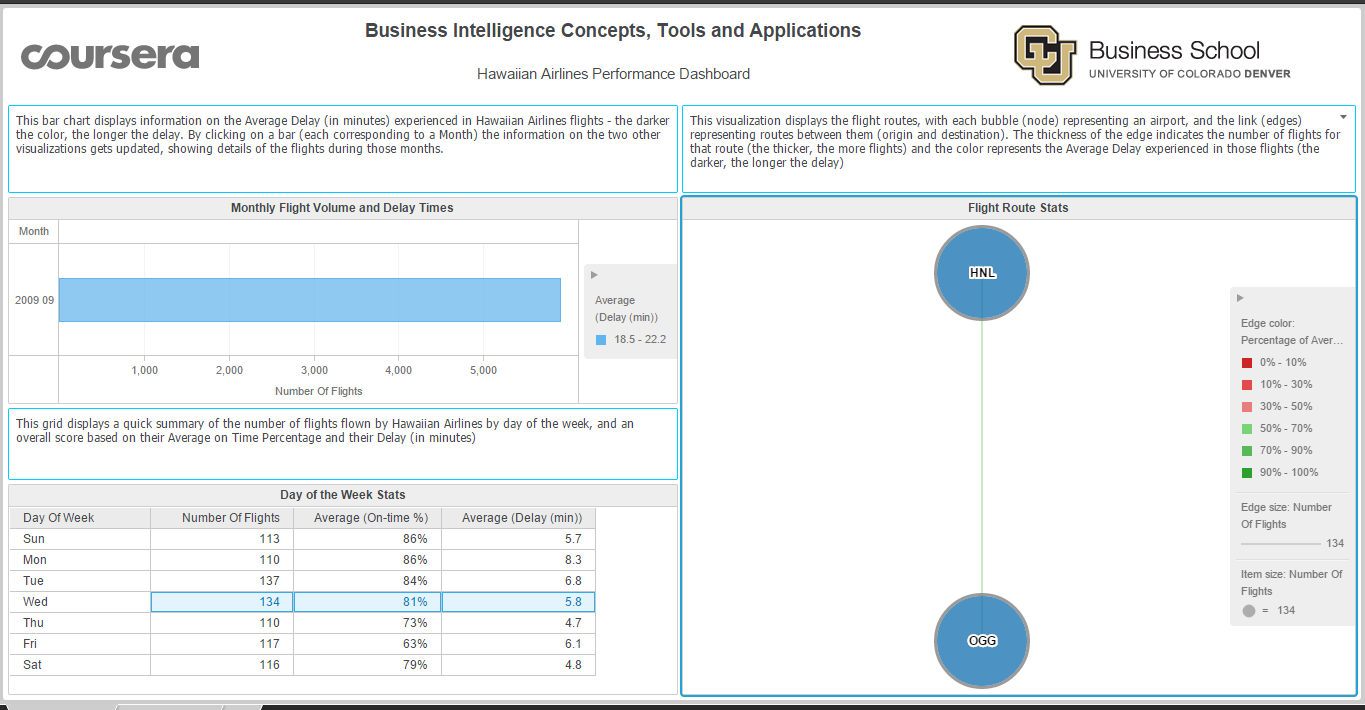 coursera
Business Intelligence Concepts, Tools and Applications
Hawaiian Airlines Performance Dashboard
CU
Business School
UNIVERSITY OF COLORADO DENVER
This bar chart displays information on the Average Delay (in minutes) experienced in Hawaiian Airlines flights - the darker
the color, the longer the delay. By clicking on a bar (each corresponding to a Month) the information on the two other
visualizations gets updated, showing details of the flights during those months.
This visualization displays the flight routes, with each bubble (node) representing an airport, and the link (edges)
representing routes between them (origin and destination). The thickness of the edge indicates the number of flights for
that route (the thicker, the more flights) and the color represents the Average Delay experienced in those flights (the
darker, the longer the delay)
Monthly Flight Volume and Delay Times
Month
2009 09
1,000 2,000 3,000 4,000 5,000
Number Of Flights
Average
(Delay (min))
18.5 - 22.2
This grid displays a quick summary of the number of flights flown by Hawaiian Airlines by day of the week, and an
overall score based on their Average on Time Percentage and their Delay (in minutes)
Day of the Week Stats
Day Of Week Number Of Flights Average (On-time %) Average (Delay (min))
Sun 113 86% 5.7
Mon 110 86% 8.3
Tue 137 84% 6.8
Wed 134 81% 5.8
Thu 110 73% 4.7
Fri 117 63% 6.1
Sat 116 79% 4.8
Flight Route Stats
HNL
OGG
Edge color:
Percentage of Aver...
0% - 10%
10% - 30%
30% - 50%
50% - 70%
70% - 90%
90% - 100%
Edge size: Number
Of Flights
134
Item size: Number Of
Flights
= 134